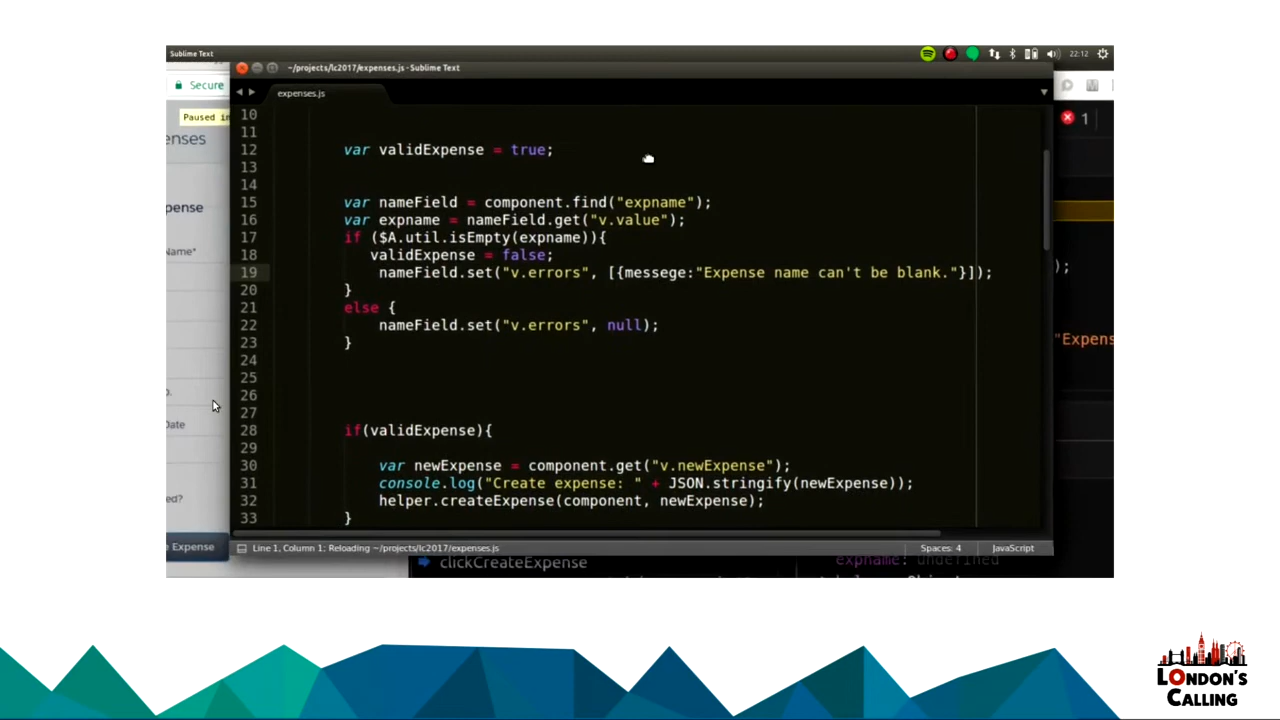 Sublime Text
22:12
~/projects/lc2017/expenses.js - Sublime Text
Secure
expenses.js
Paused in
1
enses
10
11
12 var validExpense = true;
13
14
15 var nameField = component.find("expname");
16 var expname = nameField.get("v.value");
17 if ($A.util.isEmpty(expname)){
18 validExpense = false;
19 nameField.set("v.errors", [{messege:"Expense name can't be blank."}]);
20 }
21 else {
22 nameField.set("v.errors", null);
23 }
24
25
26
27
28 if(validExpense){
29
30 var newExpense = component.get("v.newExpense");
31 console.log("Create expense: " + JSON.stringify(newExpense));
32 helper.createExpense(component, newExpense);
33 }
pense
Name*
);
"Expens
Date
ed?
Expense
Line 1, Column 1; Reloading ~/projects/lc2017/expenses.js
Spaces: 4
JavaScript
clickCreateExpense
expname: undefined
LONDON'S
CALLING